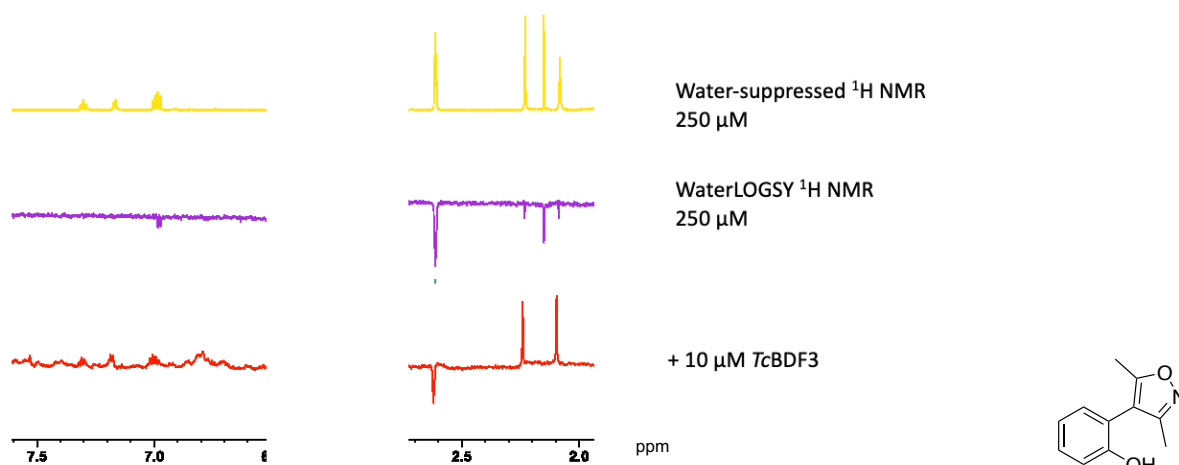 Water-suppressed ¹H NMR
250 µM
WaterLOGSY ¹H NMR
250 µM
+ 10 µM TcBDF3
7.5 7.0 2.5 2.0 ppm
O
N
OH